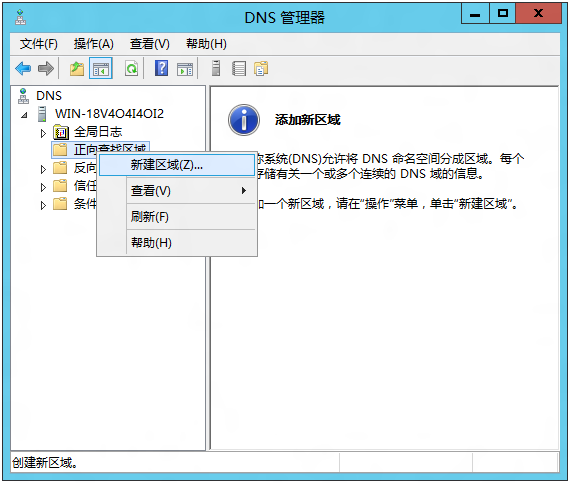 DNS 管理器
文件(F) 操作(A) 查看(V) 帮助(H)
DNS
WIN-18V4O4I4OI2
全局日志
正向查找区域
反向
信任
条件
新建区域(Z)...
查看(V)
刷新(F)
帮助(H)
添加新区域
系统(DNS)允许将 DNS 命名空间分成区域。每个
存储有关一个或多个连续的 DNS 域的信息。
加一个新区域，请在“操作”菜单，单击“新建区域”。
创建新区域。